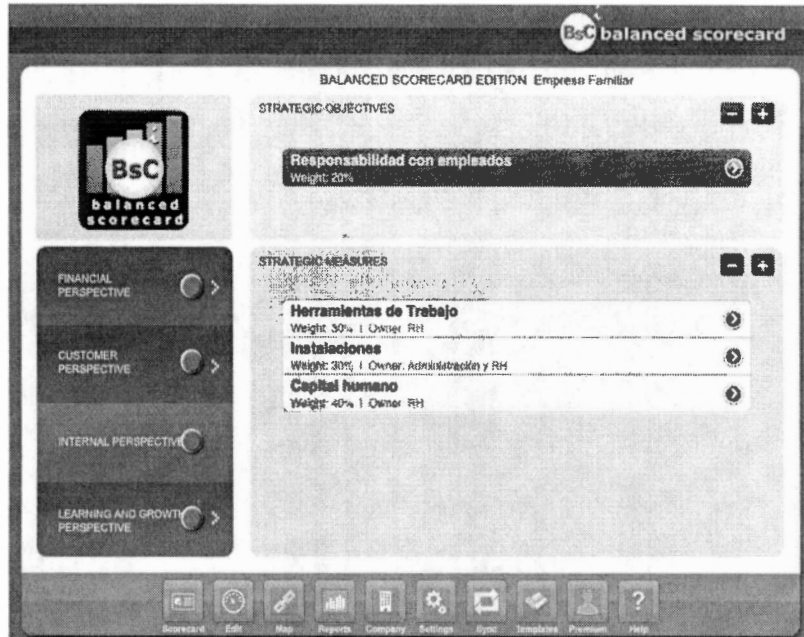 BSC balanced scorecard
BALANCED SCORECARD EDITION Empresa Familiar
STRATEGIC OBJECTIVES
Responsabilidad con empleados
Weight: 20%
BsC
balanced
scorecard
FINANCIAL
PERSPECTIVE
CUSTOMER
PERSPECTIVE
INTERNAL PERSPECTIVE
LEARNING AND GROWTH
PERSPECTIVE
STRATEGIC MEASURES
Herramientas de Trabajo
Weight: 30% | Owner: RH
Instalaciones
Weight: 30% | Owner: Administración y RH
Capital humano
Weight: 40% | Owner: RH
Scorecard Edit Map Reports Company Settings Sync Templates Premium Help